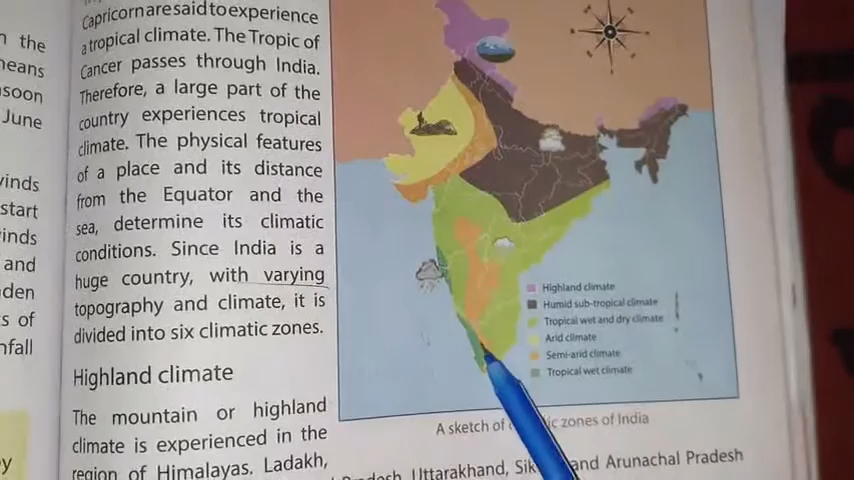 n the
neans
soon
June
vinds
start
vinds
and
den
s of
nfall
y
Capricorn are said to experience
a tropical climate. The Tropic of
Cancer passes through India.
Therefore, a large part of the
country experiences tropical
climate. The physical features
of a place and its distance
from the Equator and the
sea, determine its climatic
conditions. Since India is a
huge country, with varying
topography and climate, it is
divided into six climatic zones.
Highland climate
The mountain or highland
climate is experienced in the
region of Himalayas. Ladakh,
Highland climate
Humid sub-tropical climate
Tropical wet and dry climate
Arid climate
Semi-arid climate
Tropical wet climate
A sketch of c ic zones of India
Pradesh, Uttarakhand, Sik and Arunachal Pradesh